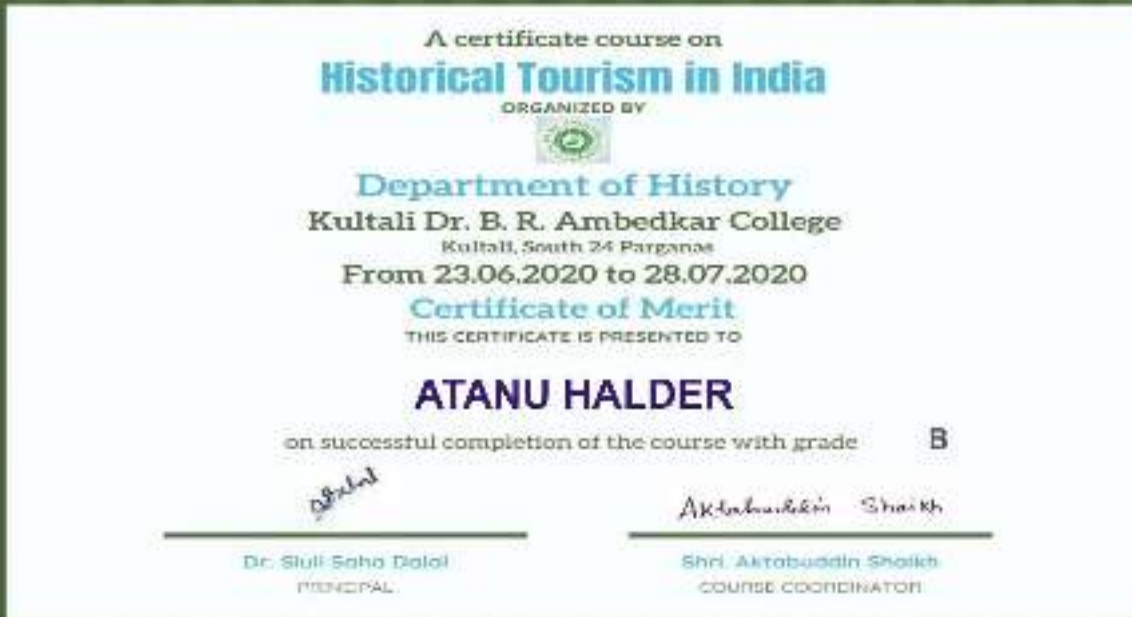 A certificate course on
Historical Tourism in India
ORGANIZED BY
Department of History
Kultali Dr. B. R. Ambedkar College
Kultali, South 24 Parganas
From 23.06.2020 to 28.07.2020
Certificate of Merit
THIS CERTIFICATE IS PRESENTED TO
ATANU HALDER
on successful completion of the course with grade B
Aktabuddin Shaikh
Dr. Siuli Saha Dalal
Shri. Aktabuddin Shaikh
PRINCIPAL
COURSE COORDINATOR